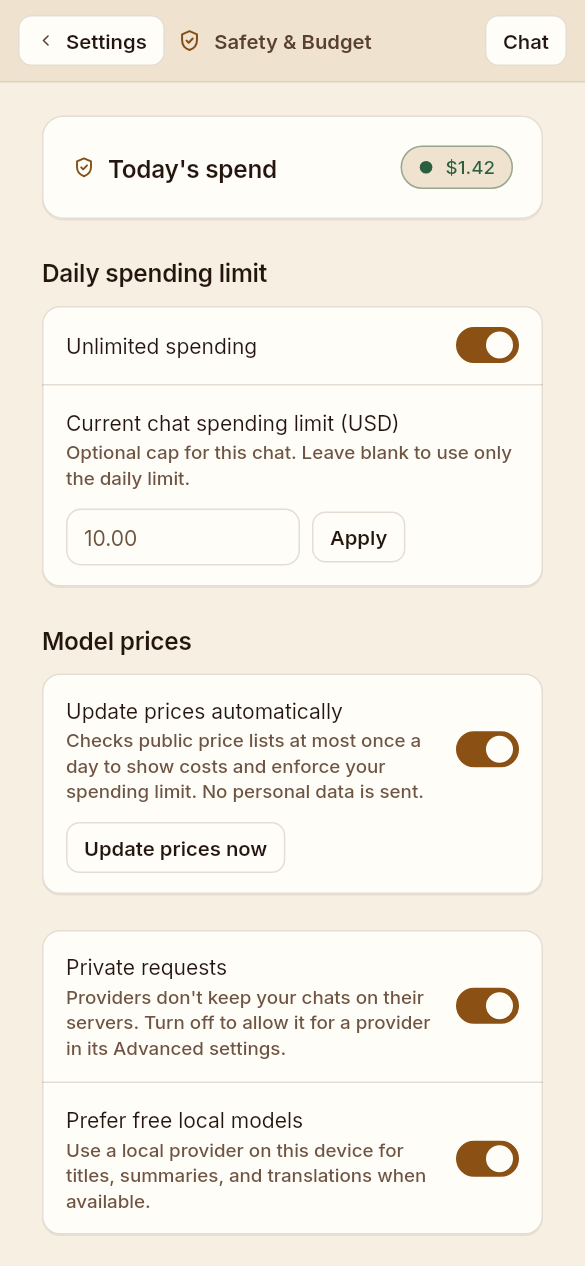 Settings
Safety & Budget
Chat
Today's spend
$1.42
Daily spending limit
Unlimited spending
Current chat spending limit (USD)
Optional cap for this chat. Leave blank to use only
the daily limit.
10.00
Apply
Model prices
Update prices automatically
Checks public price lists at most once a
day to show costs and enforce your
spending limit. No personal data is sent.
Update prices now
Private requests
Providers don't keep your chats on their
servers. Turn off to allow it for a provider
in its Advanced settings.
Prefer free local models
Use a local provider on this device for
titles, summaries, and translations when
available.